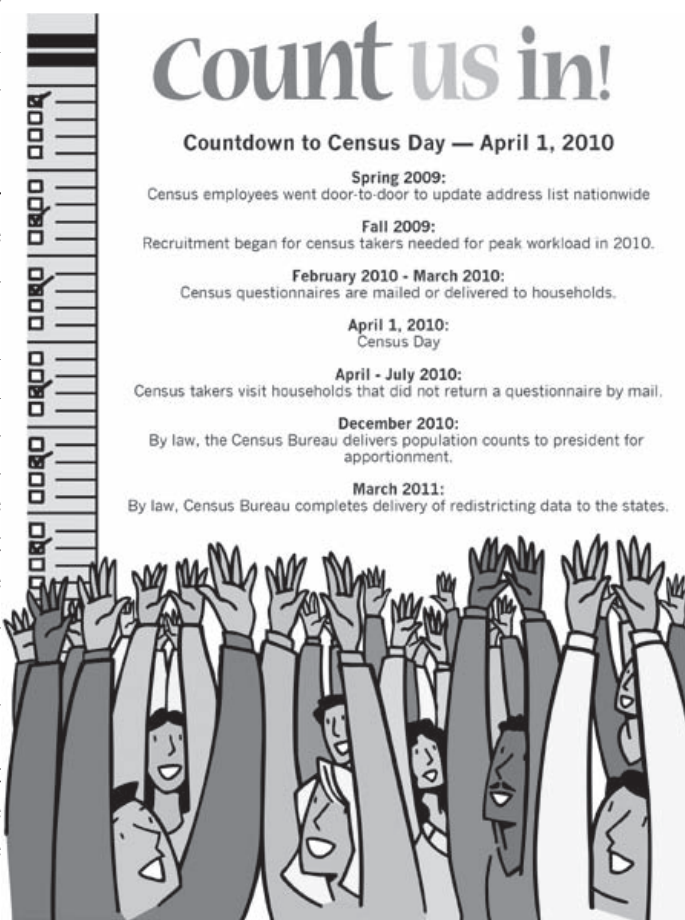 Count us in!
Countdown to Census Day — April 1, 2010
Spring 2009:
Census employees went door-to-door to update address list nationwide
Fall 2009:
Recruitment began for census takers needed for peak workload in 2010.
February 2010 - March 2010:
Census questionnaires are mailed or delivered to households.
April 1, 2010:
Census Day
April - July 2010:
Census takers visit households that did not return a questionnaire by mail.
December 2010:
By law, the Census Bureau delivers population counts to president for
apportionment.
March 2011:
By law, Census Bureau completes delivery of redistricting data to the states.